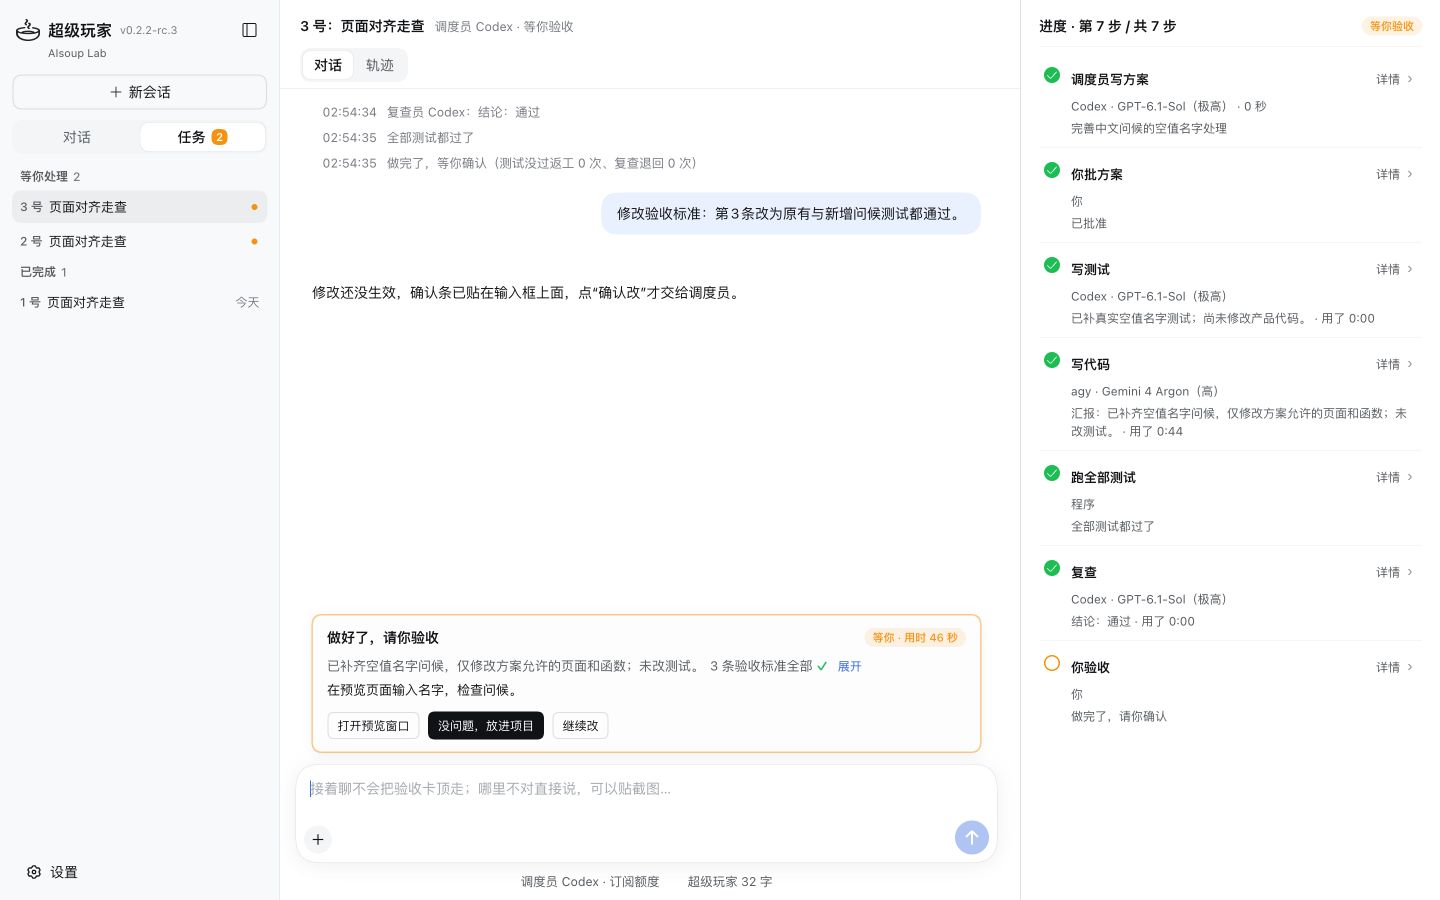 超级玩家 v0.2.2-rc.3
AIsoup Lab
新会话
对话 任务 2
等你处理 2
3 号 页面对齐走查
2 号 页面对齐走查
已完成 1
1 号 页面对齐走查 今天
设置
3 号：页面对齐走查 调度员 Codex · 等你验收
对话 轨迹
02:54:34 复查员 Codex：结论：通过
02:54:35 全部测试都过了
02:54:35 做完了，等你确认（测试没过返工 0 次、复查退回 0 次）
修改验收标准：第3条改为原有与新增问候测试都通过。
修改还没生效，确认条已贴在输入框上面，点“确认改”才交给调度员。
做好了，请你验收 等你 · 用时 46 秒
已补齐空值名字问候，仅修改方案允许的页面和函数；未改测试。 3 条验收标准全部 ✓ 展开
在预览页面输入名字，检查问候。
打开预览窗口 没问题，放进项目 继续改
接着聊不会把验收卡顶走；哪里不对直接说，可以贴截图...
调度员 Codex · 订阅额度 超级玩家 32 字
进度 · 第 7 步 / 共 7 步 等你验收
调度员写方案 详情
Codex · GPT-6.1-Sol（极高） · 0 秒
完善中文问候的空值名字处理
你批方案 详情
你
已批准
写测试 详情
Codex · GPT-6.1-Sol（极高）
已补真实空值名字测试；尚未修改产品代码。 · 用了 0:00
写代码 详情
agy · Gemini 4 Argon（高）
汇报：已补齐空值名字问候，仅修改方案允许的页面和函数；未
改测试。 · 用了 0:44
跑全部测试 详情
程序
全部测试都过了
复查 详情
Codex · GPT-6.1-Sol（极高）
结论：通过 · 用了 0:00
你验收 详情
你
做完了，请你确认